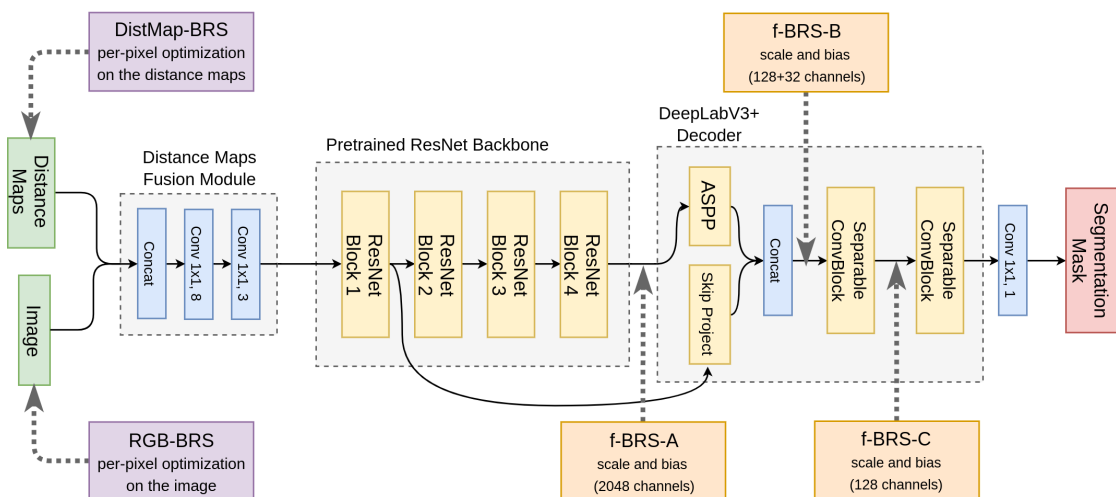 DistMap-BRS
per-pixel optimization
on the distance maps
f-BRS-B
scale and bias
(128+32 channels)
DeepLabV3+
Decoder
Pretrained ResNet Backbone
Distance Maps
Fusion Module
Distance
Maps
Image
Concat
Conv 1x1, 8
Conv 1x1, 3
ResNet
Block 1
ResNet
Block 2
ResNet
Block 3
ResNet
Block 4
ASPP
Skip Project
Concat
Separable
ConvBlock
Separable
ConvBlock
Conv 1x1, 1
Segmentation
Mask
RGB-BRS
per-pixel optimization
on the image
f-BRS-A
scale and bias
(2048 channels)
f-BRS-C
scale and bias
(128 channels)